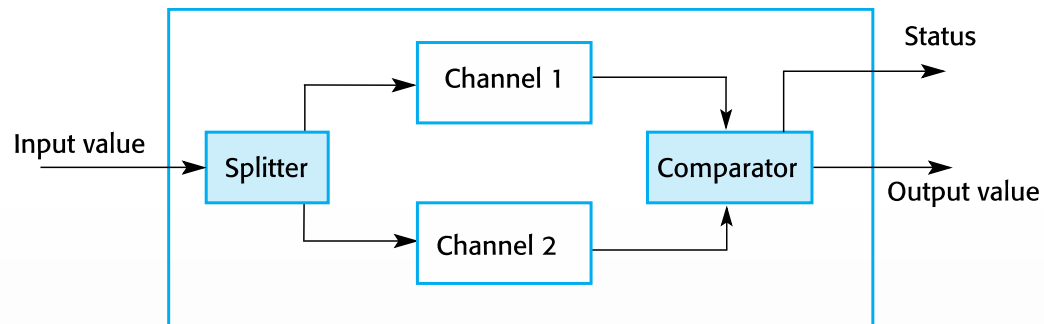 Status
Channel 1
Input value
Splitter
Comparator
Output value
Channel 2